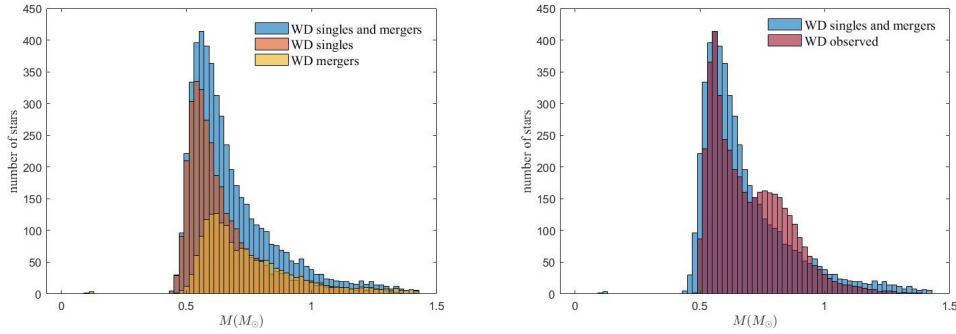 WD singles and mergers
WD singles
WD mergers
number of stars
450
400
350
300
250
200
150
100
50
0
0 0.5 1 1.5
M(M☉)
WD singles and mergers
WD observed
number of stars
450
400
350
300
250
200
150
100
50
0
0 0.5 1 1.5
M(M☉)